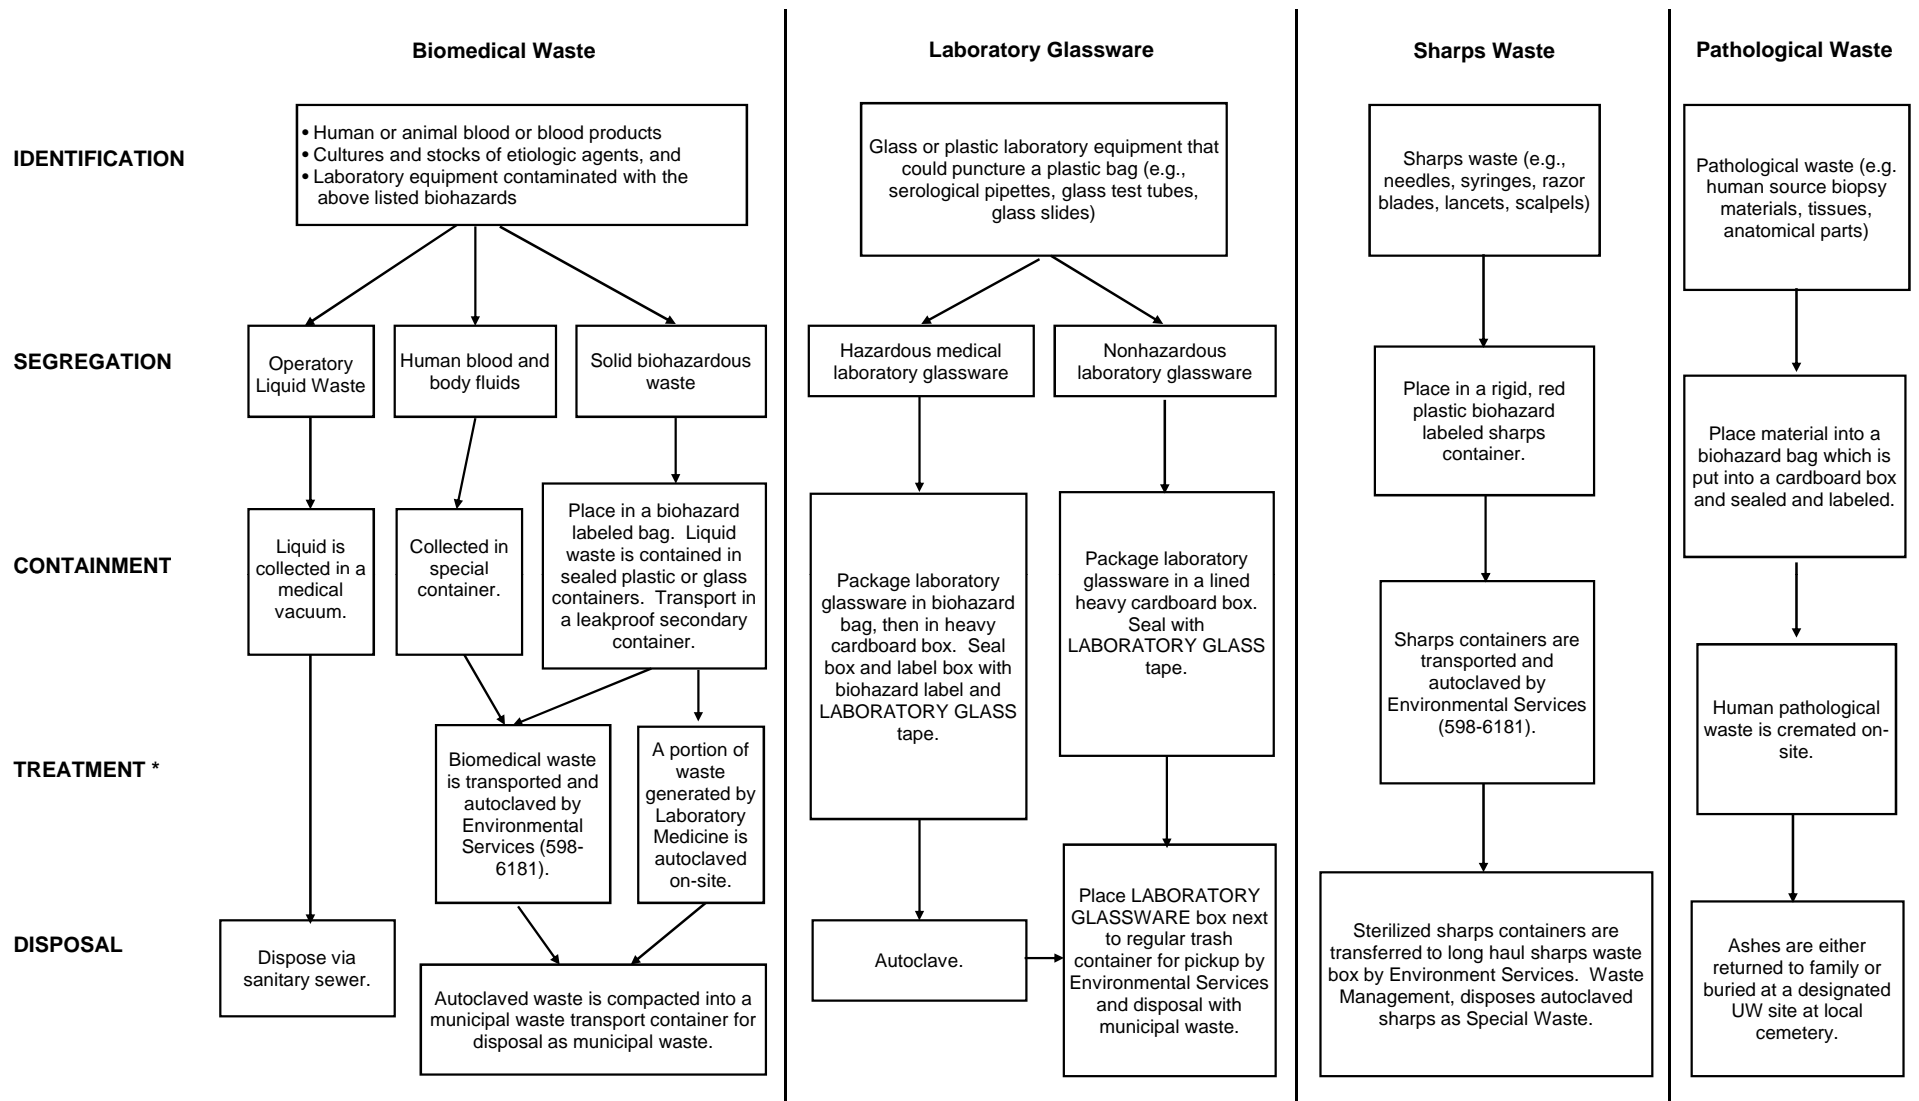 Biomedical Waste
Laboratory Glassware
Sharps Waste
Pathological Waste
IDENTIFICATION
• Human or animal blood or blood products
• Cultures and stocks of etiologic agents, and
• Laboratory equipment contaminated with the
above listed biohazards
Glass or plastic laboratory equipment that
could puncture a plastic bag (e.g.,
serological pipettes, glass test tubes,
glass slides)
Sharps waste (e.g.,
needles, syringes, razor
blades, lancets, scalpels)
Pathological waste (e.g.
human source biopsy
materials, tissues,
anatomical parts)
SEGREGATION
Operatory
Liquid Waste
Human blood and
body fluids
Solid biohazardous
waste
Hazardous medical
laboratory glassware
Nonhazardous
laboratory glassware
Place in a rigid, red
plastic biohazard
labeled sharps
container.
Place material into a
biohazard bag which is
put into a cardboard box
and sealed and labeled.
CONTAINMENT
Liquid is
collected in a
medical
vacuum.
Collected in
special
container.
Place in a biohazard
labeled bag. Liquid
waste is contained in
sealed plastic or glass
containers. Transport in
a leakproof secondary
container.
Package laboratory
glassware in biohazard
bag, then in heavy
cardboard box. Seal
box and label box with
biohazard label and
LABORATORY GLASS
tape.
Package laboratory
glassware in a lined
heavy cardboard box.
Seal with
LABORATORY GLASS
tape.
Sharps containers are
transported and
autoclaved by
Environmental Services
(598-6181).
Human pathological
waste is cremated on-
site.
TREATMENT *
Biomedical waste
is transported and
autoclaved by
Environmental
Services (598-
6181).
A portion of
waste
generated by
Laboratory
Medicine is
autoclaved
on-site.
DISPOSAL
Dispose via
sanitary sewer.
Autoclaved waste is compacted into a
municipal waste transport container for
disposal as municipal waste.
Autoclave.
Place LABORATORY
GLASSWARE box next
to regular trash
container for pickup by
Environmental Services
and disposal with
municipal waste.
Sterilized sharps containers are
transferred to long haul sharps waste
box by Environment Services. Waste
Management, disposes autoclaved
sharps as Special Waste.
Ashes are either
returned to family or
buried at a designated
UW site at local
cemetery.